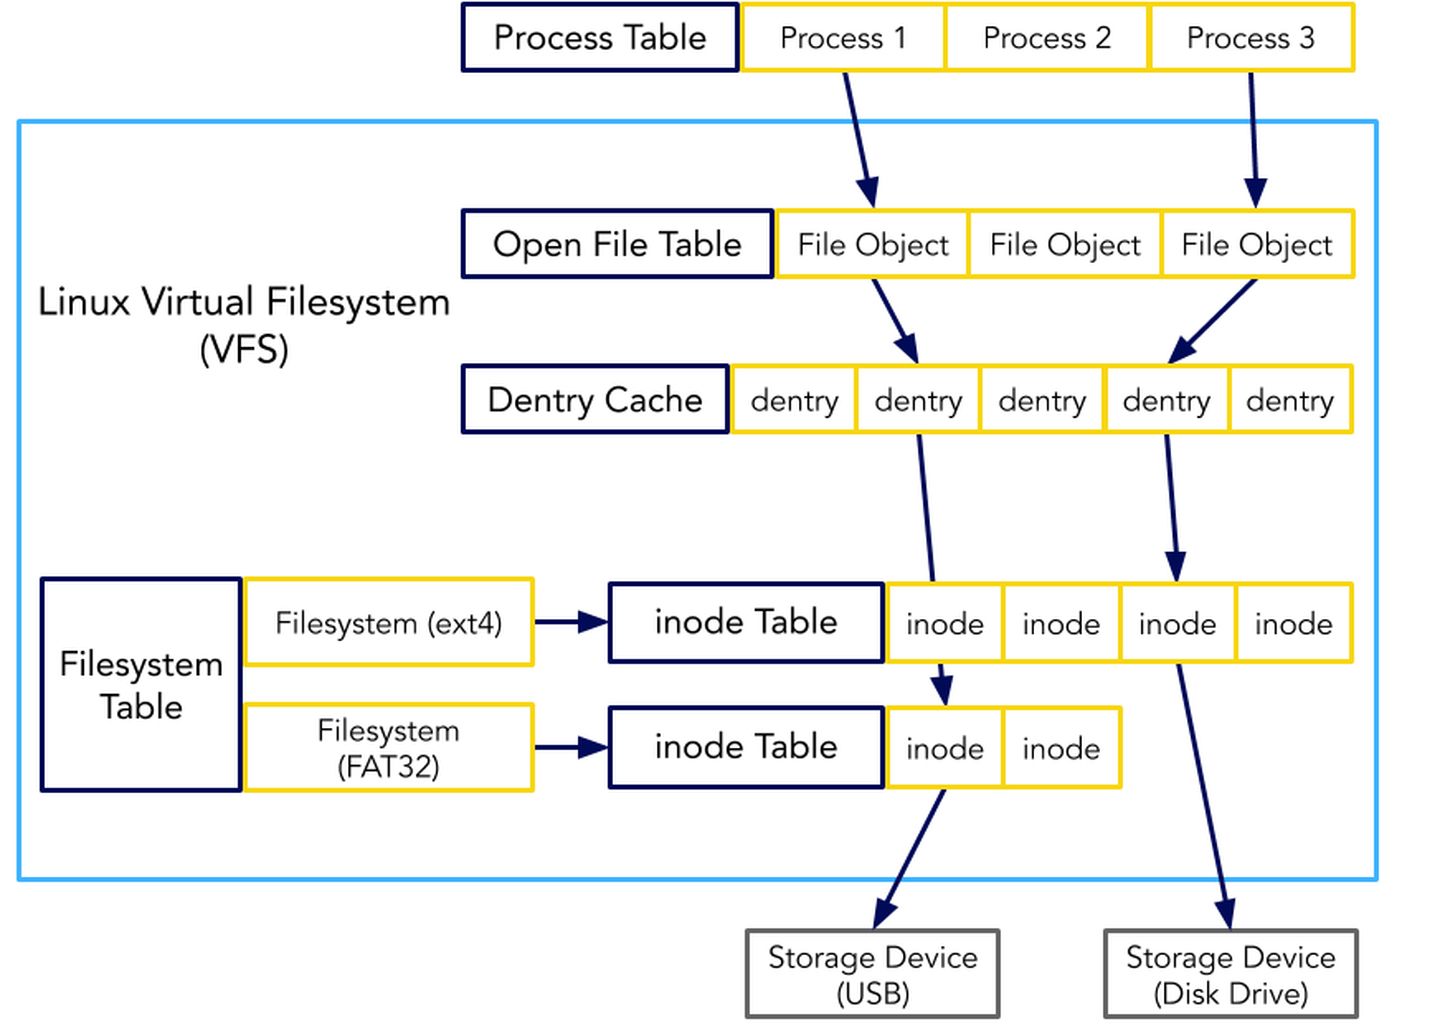 Process Table
Process 1
Process 2
Process 3
Open File Table
File Object
File Object
File Object
Linux Virtual Filesystem
(VFS)
Dentry Cache
dentry
dentry
dentry
dentry
dentry
Filesystem
Table
Filesystem (ext4)
inode Table
inode
inode
inode
inode
Filesystem
(FAT32)
inode Table
inode
inode
Storage Device
(USB)
Storage Device
(Disk Drive)